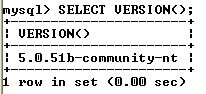 mysql> SELECT VERSION();
+---------------------+
| VERSION()           |
+---------------------+
| 5.0.51b-community-nt |
+---------------------+
1 row in set (0.00 sec)